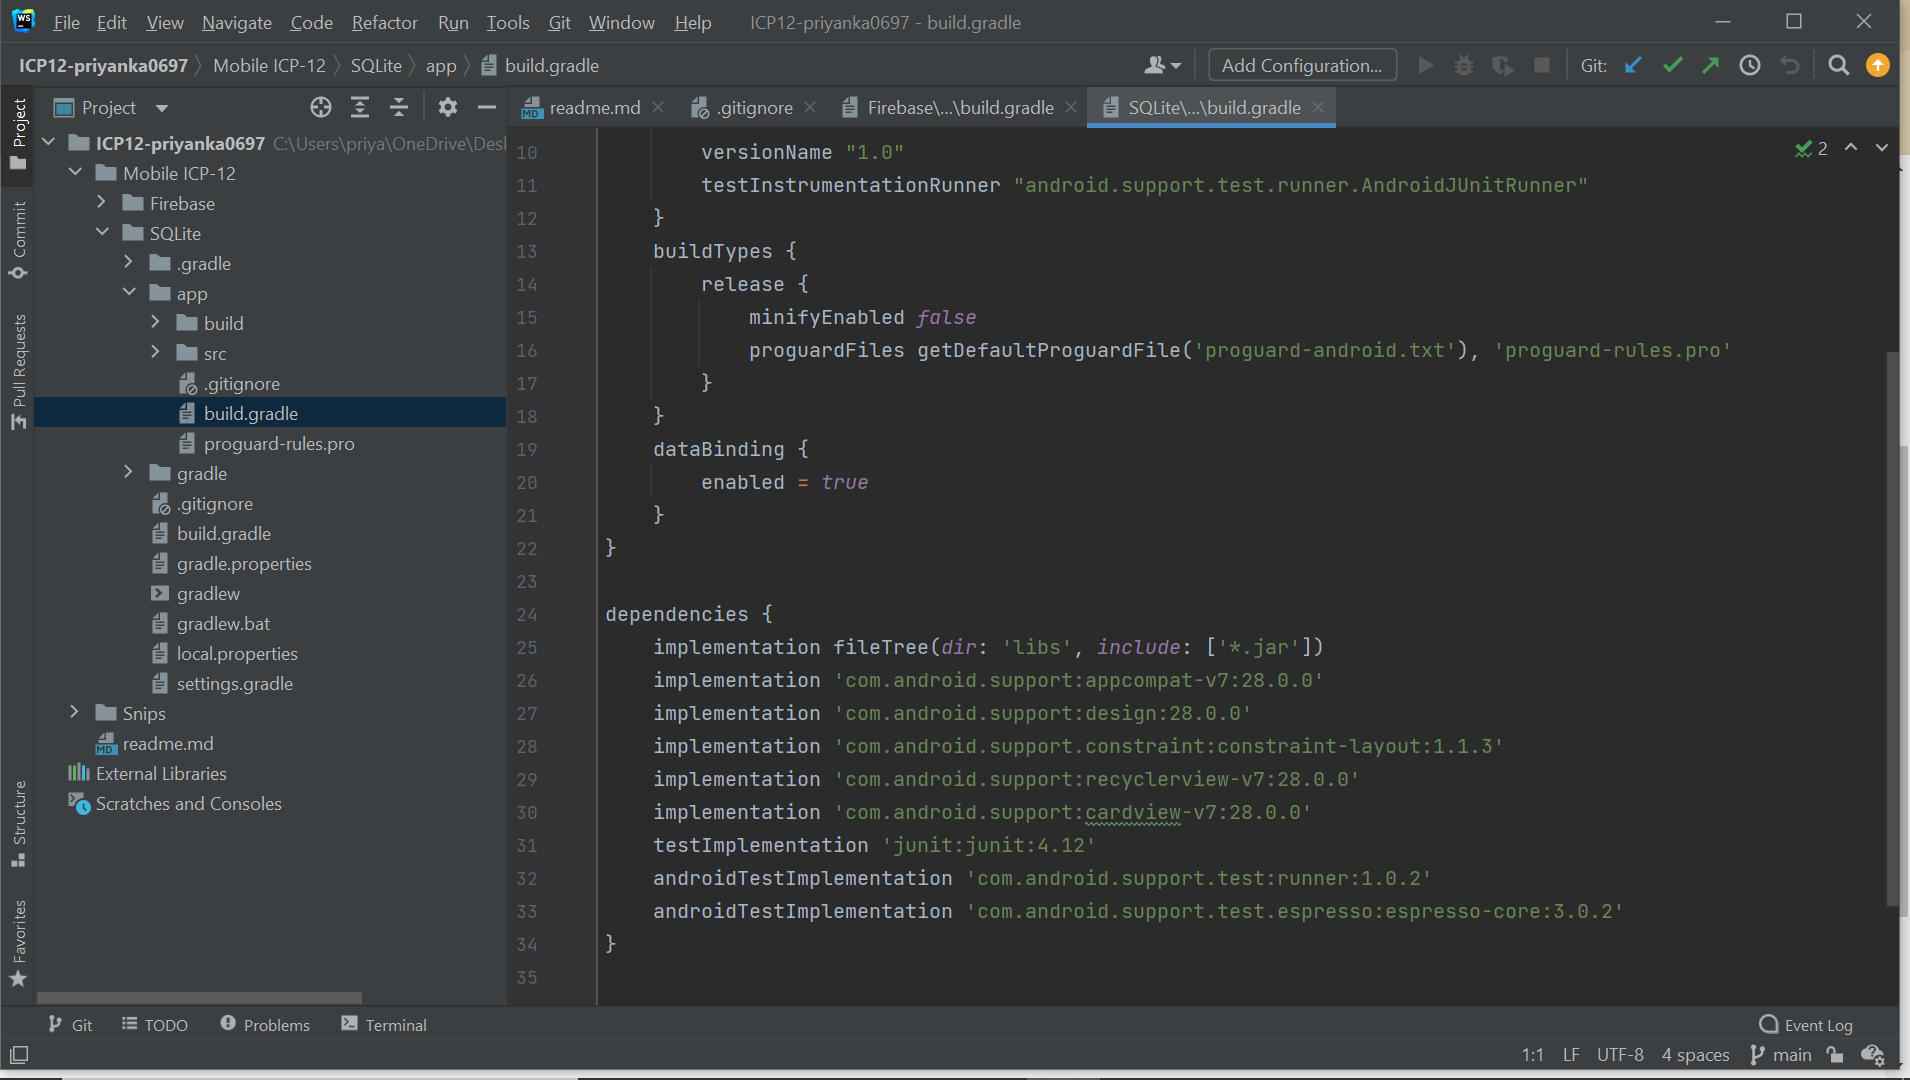 WS File Edit View Navigate Code Refactor Run Tools Git Window Help ICP12-priyanka0697 - build.gradle
ICP12-priyanka0697 Mobile ICP-12 SQLite app build.gradle Add Configuration... Git:
Project
readme.md .gitignore Firebase\...\build.gradle SQLite\...\build.gradle
Project
Commit
Pull Requests
Structure
Favorites
ICP12-priyanka0697 C:\Users\priya\OneDrive\Desl
Mobile ICP-12
Firebase
SQLite
.gradle
app
build
src
.gitignore
build.gradle
proguard-rules.pro
gradle
.gitignore
build.gradle
gradle.properties
gradlew
gradlew.bat
local.properties
settings.gradle
Snips
MD readme.md
External Libraries
Scratches and Consoles
2
10 versionName "1.0"
11 testInstrumentationRunner "android.support.test.runner.AndroidJUnitRunner"
12 }
13 buildTypes {
14 release {
15 minifyEnabled false
16 proguardFiles getDefaultProguardFile('proguard-android.txt'), 'proguard-rules.pro'
17 }
18 }
19 dataBinding {
20 enabled = true
21 }
22 }
23
24 dependencies {
25 implementation fileTree(dir: 'libs', include: ['*.jar'])
26 implementation 'com.android.support:appcompat-v7:28.0.0'
27 implementation 'com.android.support:design:28.0.0'
28 implementation 'com.android.support.constraint:constraint-layout:1.1.3'
29 implementation 'com.android.support:recyclerview-v7:28.0.0'
30 implementation 'com.android.support:cardview-v7:28.0.0'
31 testImplementation 'junit:junit:4.12'
32 androidTestImplementation 'com.android.support.test:runner:1.0.2'
33 androidTestImplementation 'com.android.support.test.espresso:espresso-core:3.0.2'
34 }
35
Git TODO Problems Terminal Event Log
1:1 LF UTF-8 4 spaces main